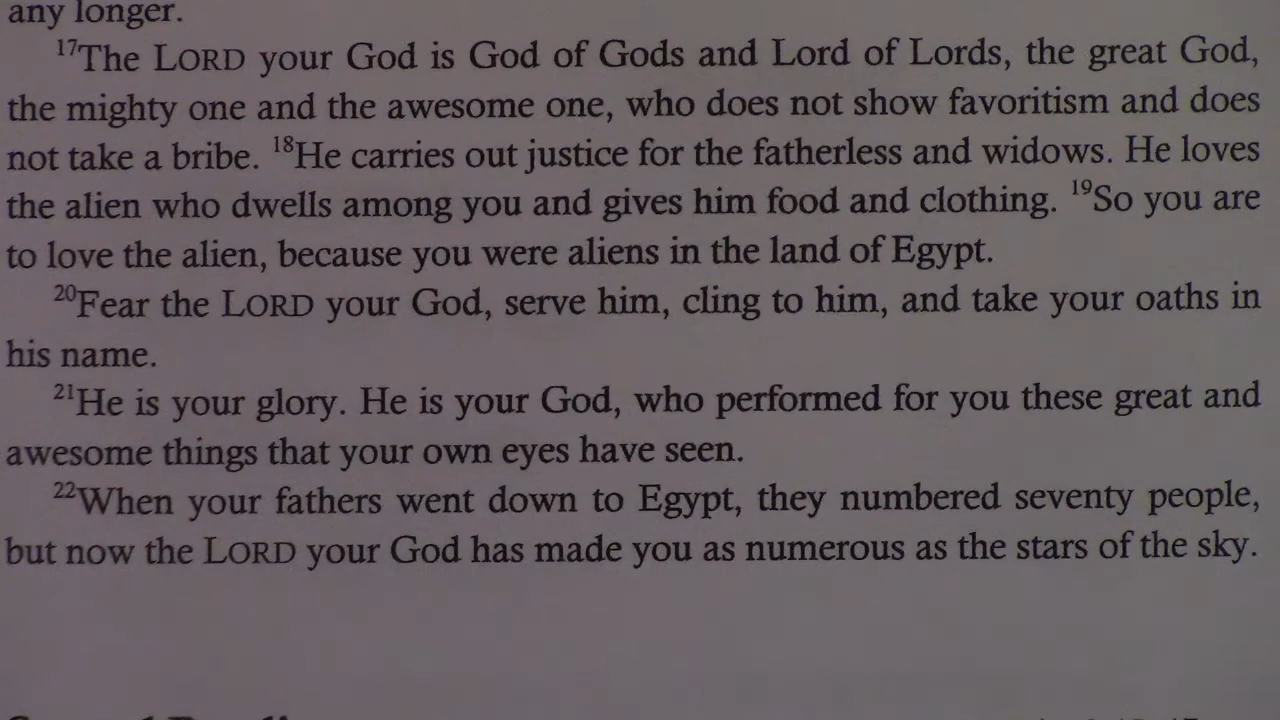 any longer.
17The LORD your God is God of Gods and Lord of Lords, the great God,
the mighty one and the awesome one, who does not show favoritism and does
not take a bribe. 18He carries out justice for the fatherless and widows. He loves
the alien who dwells among you and gives him food and clothing. 19So you are
to love the alien, because you were aliens in the land of Egypt.
20Fear the LORD your God, serve him, cling to him, and take your oaths in
his name.
21He is your glory. He is your God, who performed for you these great and
awesome things that your own eyes have seen.
22When your fathers went down to Egypt, they numbered seventy people,
but now the LORD your God has made you as numerous as the stars of the sky.